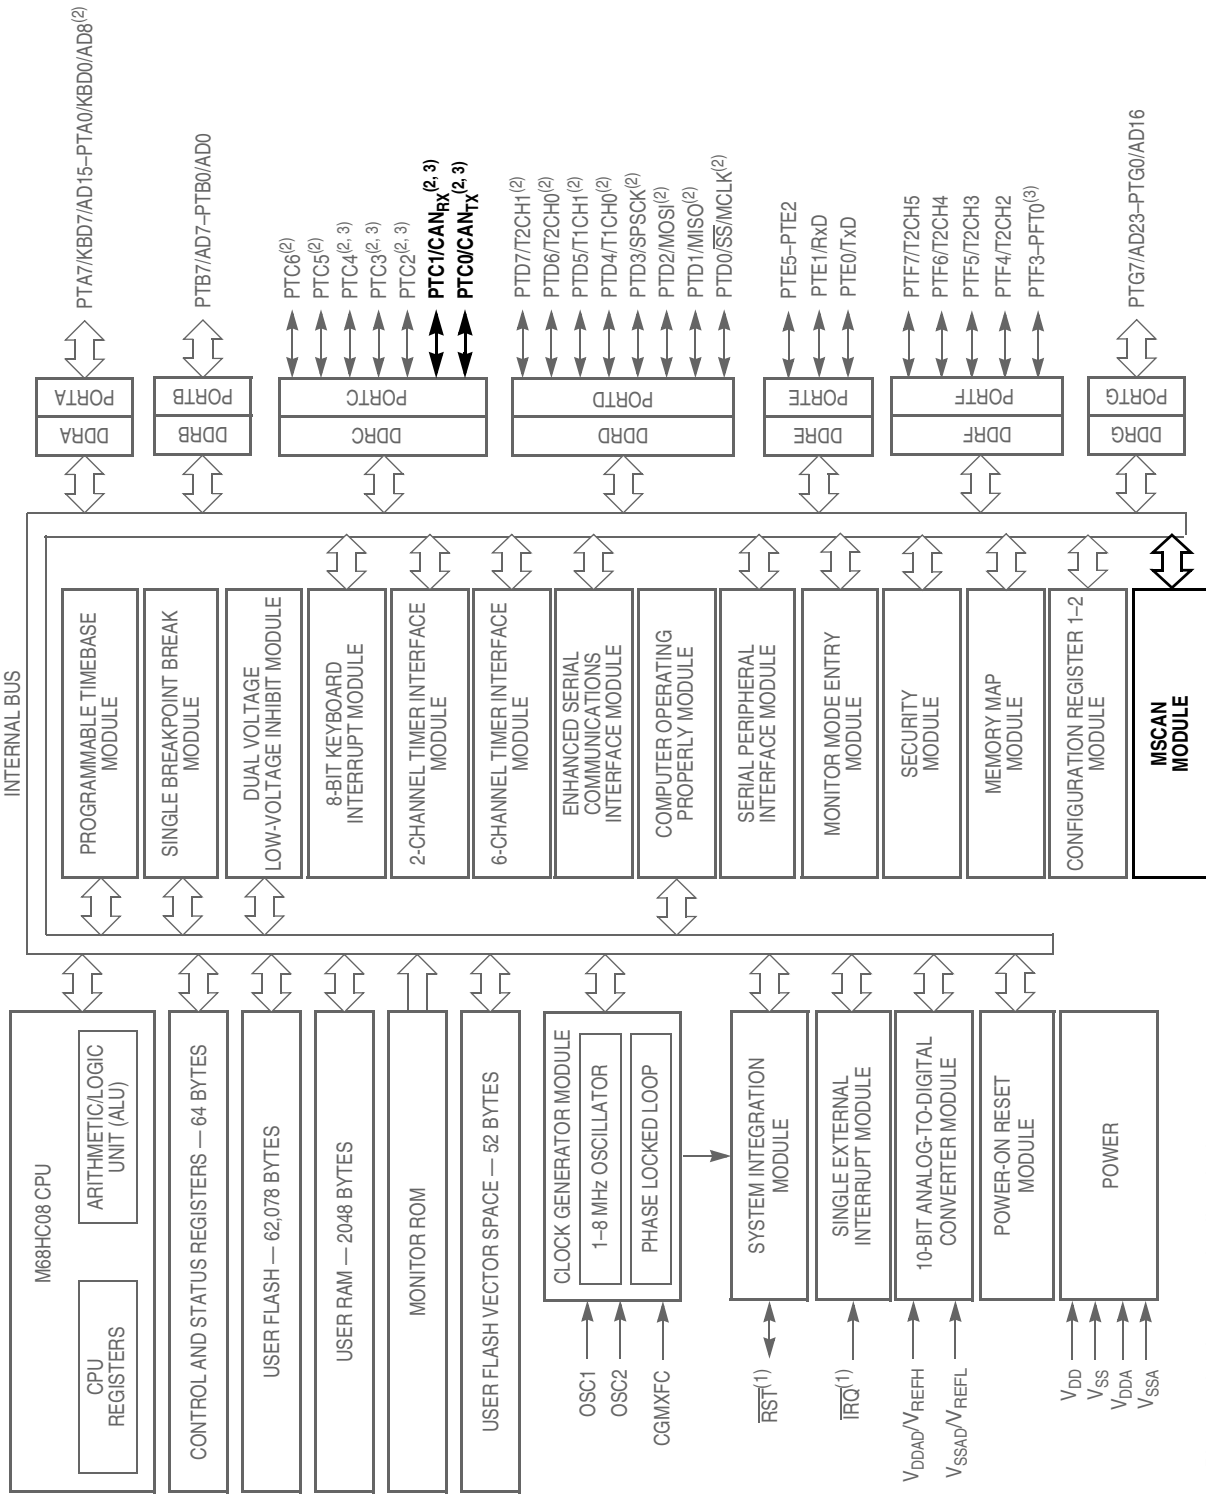 INTERNAL BUS
M68HC08 CPU
CPU
REGISTERS
ARITHMETIC/LOGIC
UNIT (ALU)
CONTROL AND STATUS REGISTERS — 64 BYTES
USER FLASH — 62,078 BYTES
USER RAM — 2048 BYTES
MONITOR ROM
USER FLASH VECTOR SPACE — 52 BYTES
CLOCK GENERATOR MODULE
1–8 MHz OSCILLATOR
PHASE LOCKED LOOP
OSC1
OSC2
CGMXFC
SYSTEM INTEGRATION
MODULE
RST(1)
SINGLE EXTERNAL
INTERRUPT MODULE
IRQ(1)
10-BIT ANALOG-TO-DIGITAL
CONVERTER MODULE
VDDAD/VREFH
VSSAD/VREFL
POWER-ON RESET
MODULE
POWER
VDD
VSS
VDDA
VSSA
PROGRAMMABLE TIMEBASE
MODULE
SINGLE BREAKPOINT BREAK
MODULE
DUAL VOLTAGE
LOW-VOLTAGE INHIBIT MODULE
8-BIT KEYBOARD
INTERRUPT MODULE
2-CHANNEL TIMER INTERFACE
MODULE
6-CHANNEL TIMER INTERFACE
MODULE
ENHANCED SERIAL
COMMUNICATIONS
INTERFACE MODULE
COMPUTER OPERATING
PROPERLY MODULE
SERIAL PERIPHERAL
INTERFACE MODULE
MONITOR MODE ENTRY
MODULE
SECURITY
MODULE
MEMORY MAP
MODULE
CONFIGURATION REGISTER 1–2
MODULE
MSCAN
MODULE
DDRA
PORTA
PTA7/KBD7/AD15–PTA0/KBD0/AD8(2)
DDRB
PORTB
PTB7/AD7–PTB0/AD0
DDRC
PORTC
PTC6(2)
PTC5(2)
PTC4(2, 3)
PTC3(2, 3)
PTC2(2, 3)
PTC1/CANRX(2, 3)
PTC0/CANTX(2, 3)
DDRD
PORTD
PTD7/T2CH1(2)
PTD6/T2CH0(2)
PTD5/T1CH1(2)
PTD4/T1CH0(2)
PTD3/SPSCK(2)
PTD2/MOSI(2)
PTD1/MISO(2)
PTD0/SS/MCLK(2)
DDRE
PORTE
PTE5–PTE2
PTE1/RxD
PTE0/TxD
DDRF
PORTF
PTF7/T2CH5
PTF6/T2CH4
PTF5/T2CH3
PTF4/T2CH2
PTF3–PFT0(3)
DDRG
PORTG
PTG7/AD23–PTG0/AD16